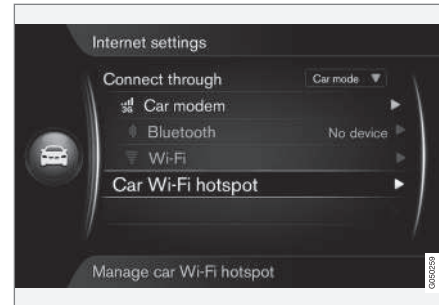 Internet settings
Connect through Car mode
3G Car modem
Bluetooth No device
Wi-Fi
Car Wi-Fi hotspot
Manage car Wi-Fi hotspot
G050259